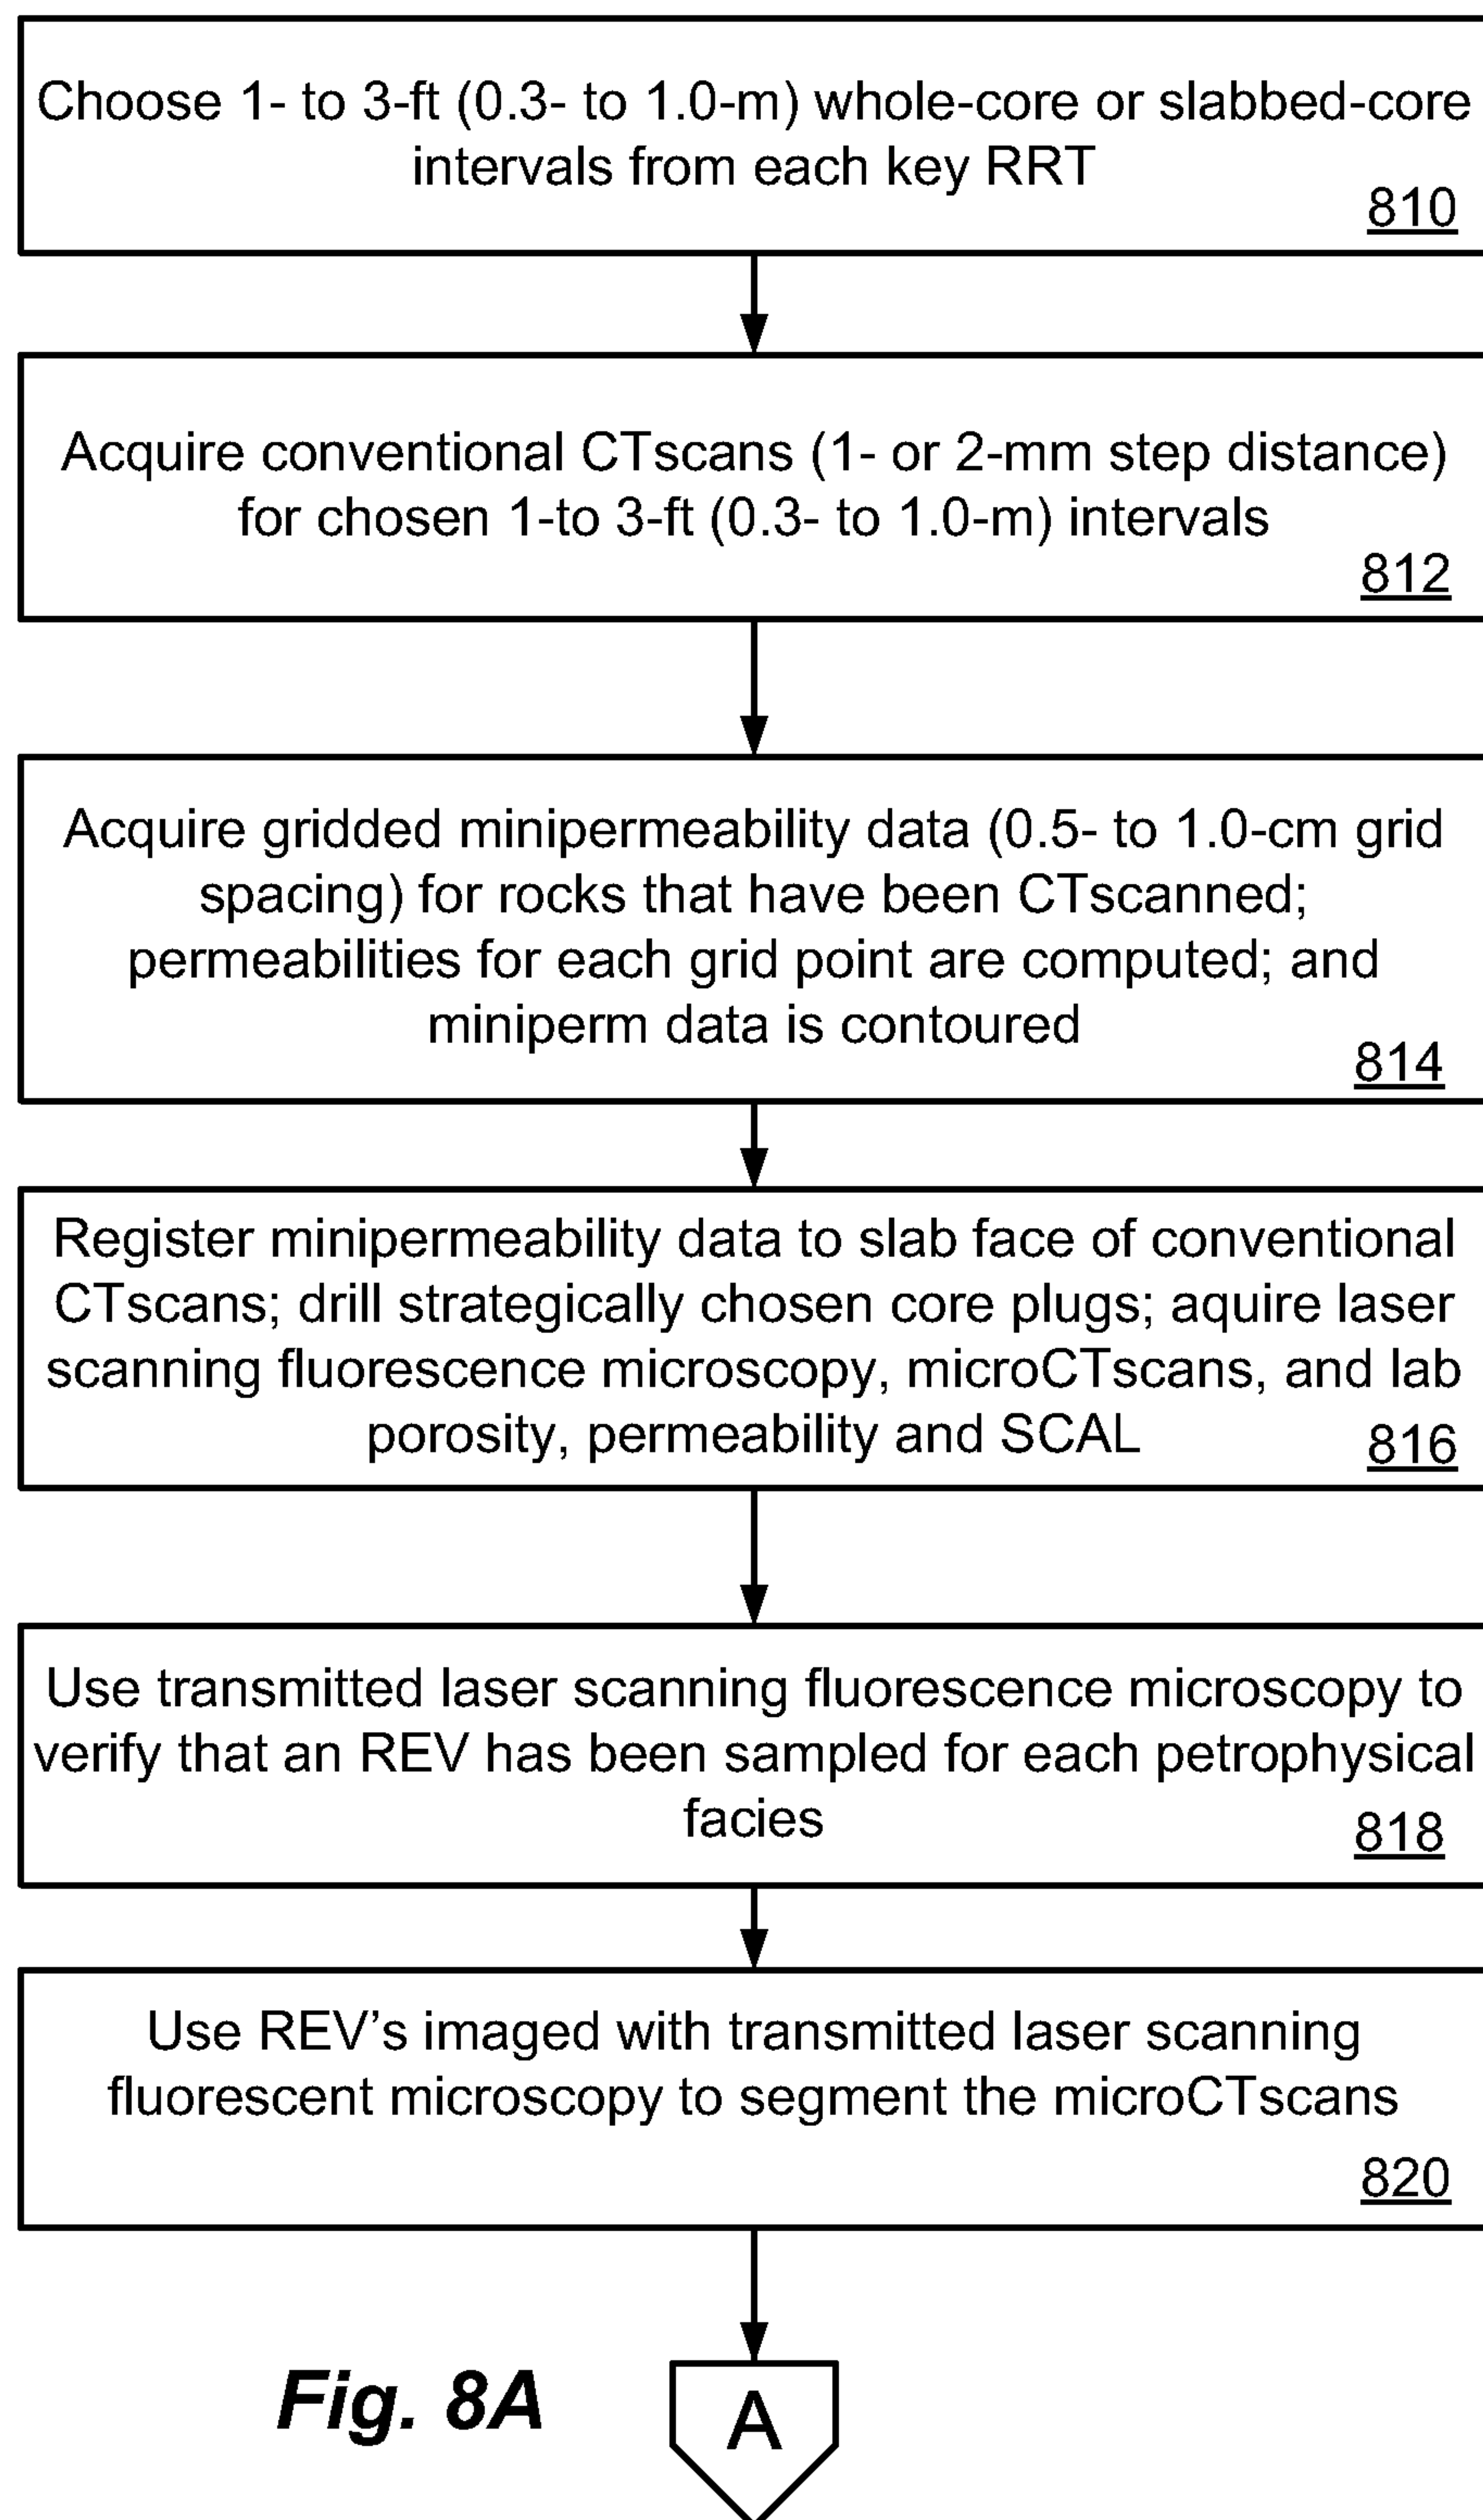 Choose 1- to 3-ft (0.3- to 1.0-m) whole-core or slabbed-core
intervals from each key RRT
810
Acquire conventional CTscans (1- or 2-mm step distance)
for chosen 1-to 3-ft (0.3- to 1.0-m) intervals
812
Acquire gridded minipermeability data (0.5- to 1.0-cm grid
spacing) for rocks that have been CTscanned;
permeabilities for each grid point are computed; and
miniperm data is contoured
814
Register minipermeability data to slab face of conventional
CTscans; drill strategically chosen core plugs; aquire laser
scanning fluorescence microscopy, microCTscans, and lab
porosity, permeability and SCAL
816
Use transmitted laser scanning fluorescence microscopy to
verify that an REV has been sampled for each petrophysical
facies
818
Use REV's imaged with transmitted laser scanning
fluorescent microscopy to segment the microCTscans
820
Fig. 8A
A